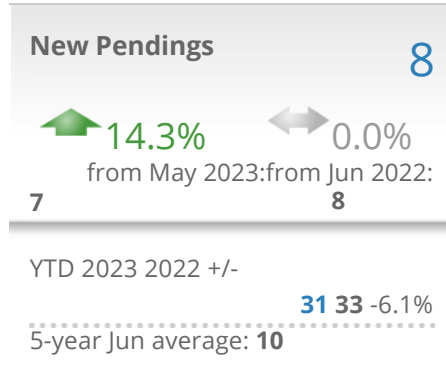 New Pendings 8
14.3% 0.0%
from May 2023:from Jun 2022:
7 8
YTD 2023 2022 +/-
31 33 -6.1%
5-year Jun average: 10